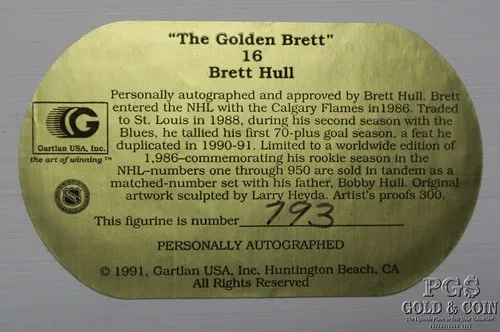 "The Golden Brett"
16
Brett Hull
Personally autographed and approved by Brett Hull. Brett
entered the NHL with the Calgary Flames in1986. Traded
to St. Louis in 1988, during his second season with the
Blues, he tallied his first 70-plus goal season, a feat he
duplicated in 1990-91. Limited to a worldwide edition of
1,986–commemorating his rookie season in the
NHL–numbers one through 950 are sold in tandem as a
matched-number set with his father, Bobby Hull. Original
artwork sculpted by Larry Heyda. Artist's proofs 300.
G
Gartlan USA, Inc.
the art of winning™
This figurine is number 793
PERSONALLY AUTOGRAPHED
© 1991, Gartlan USA, Inc. Huntington Beach, CA
All Rights Reserved
PG$
GOLD & COIN